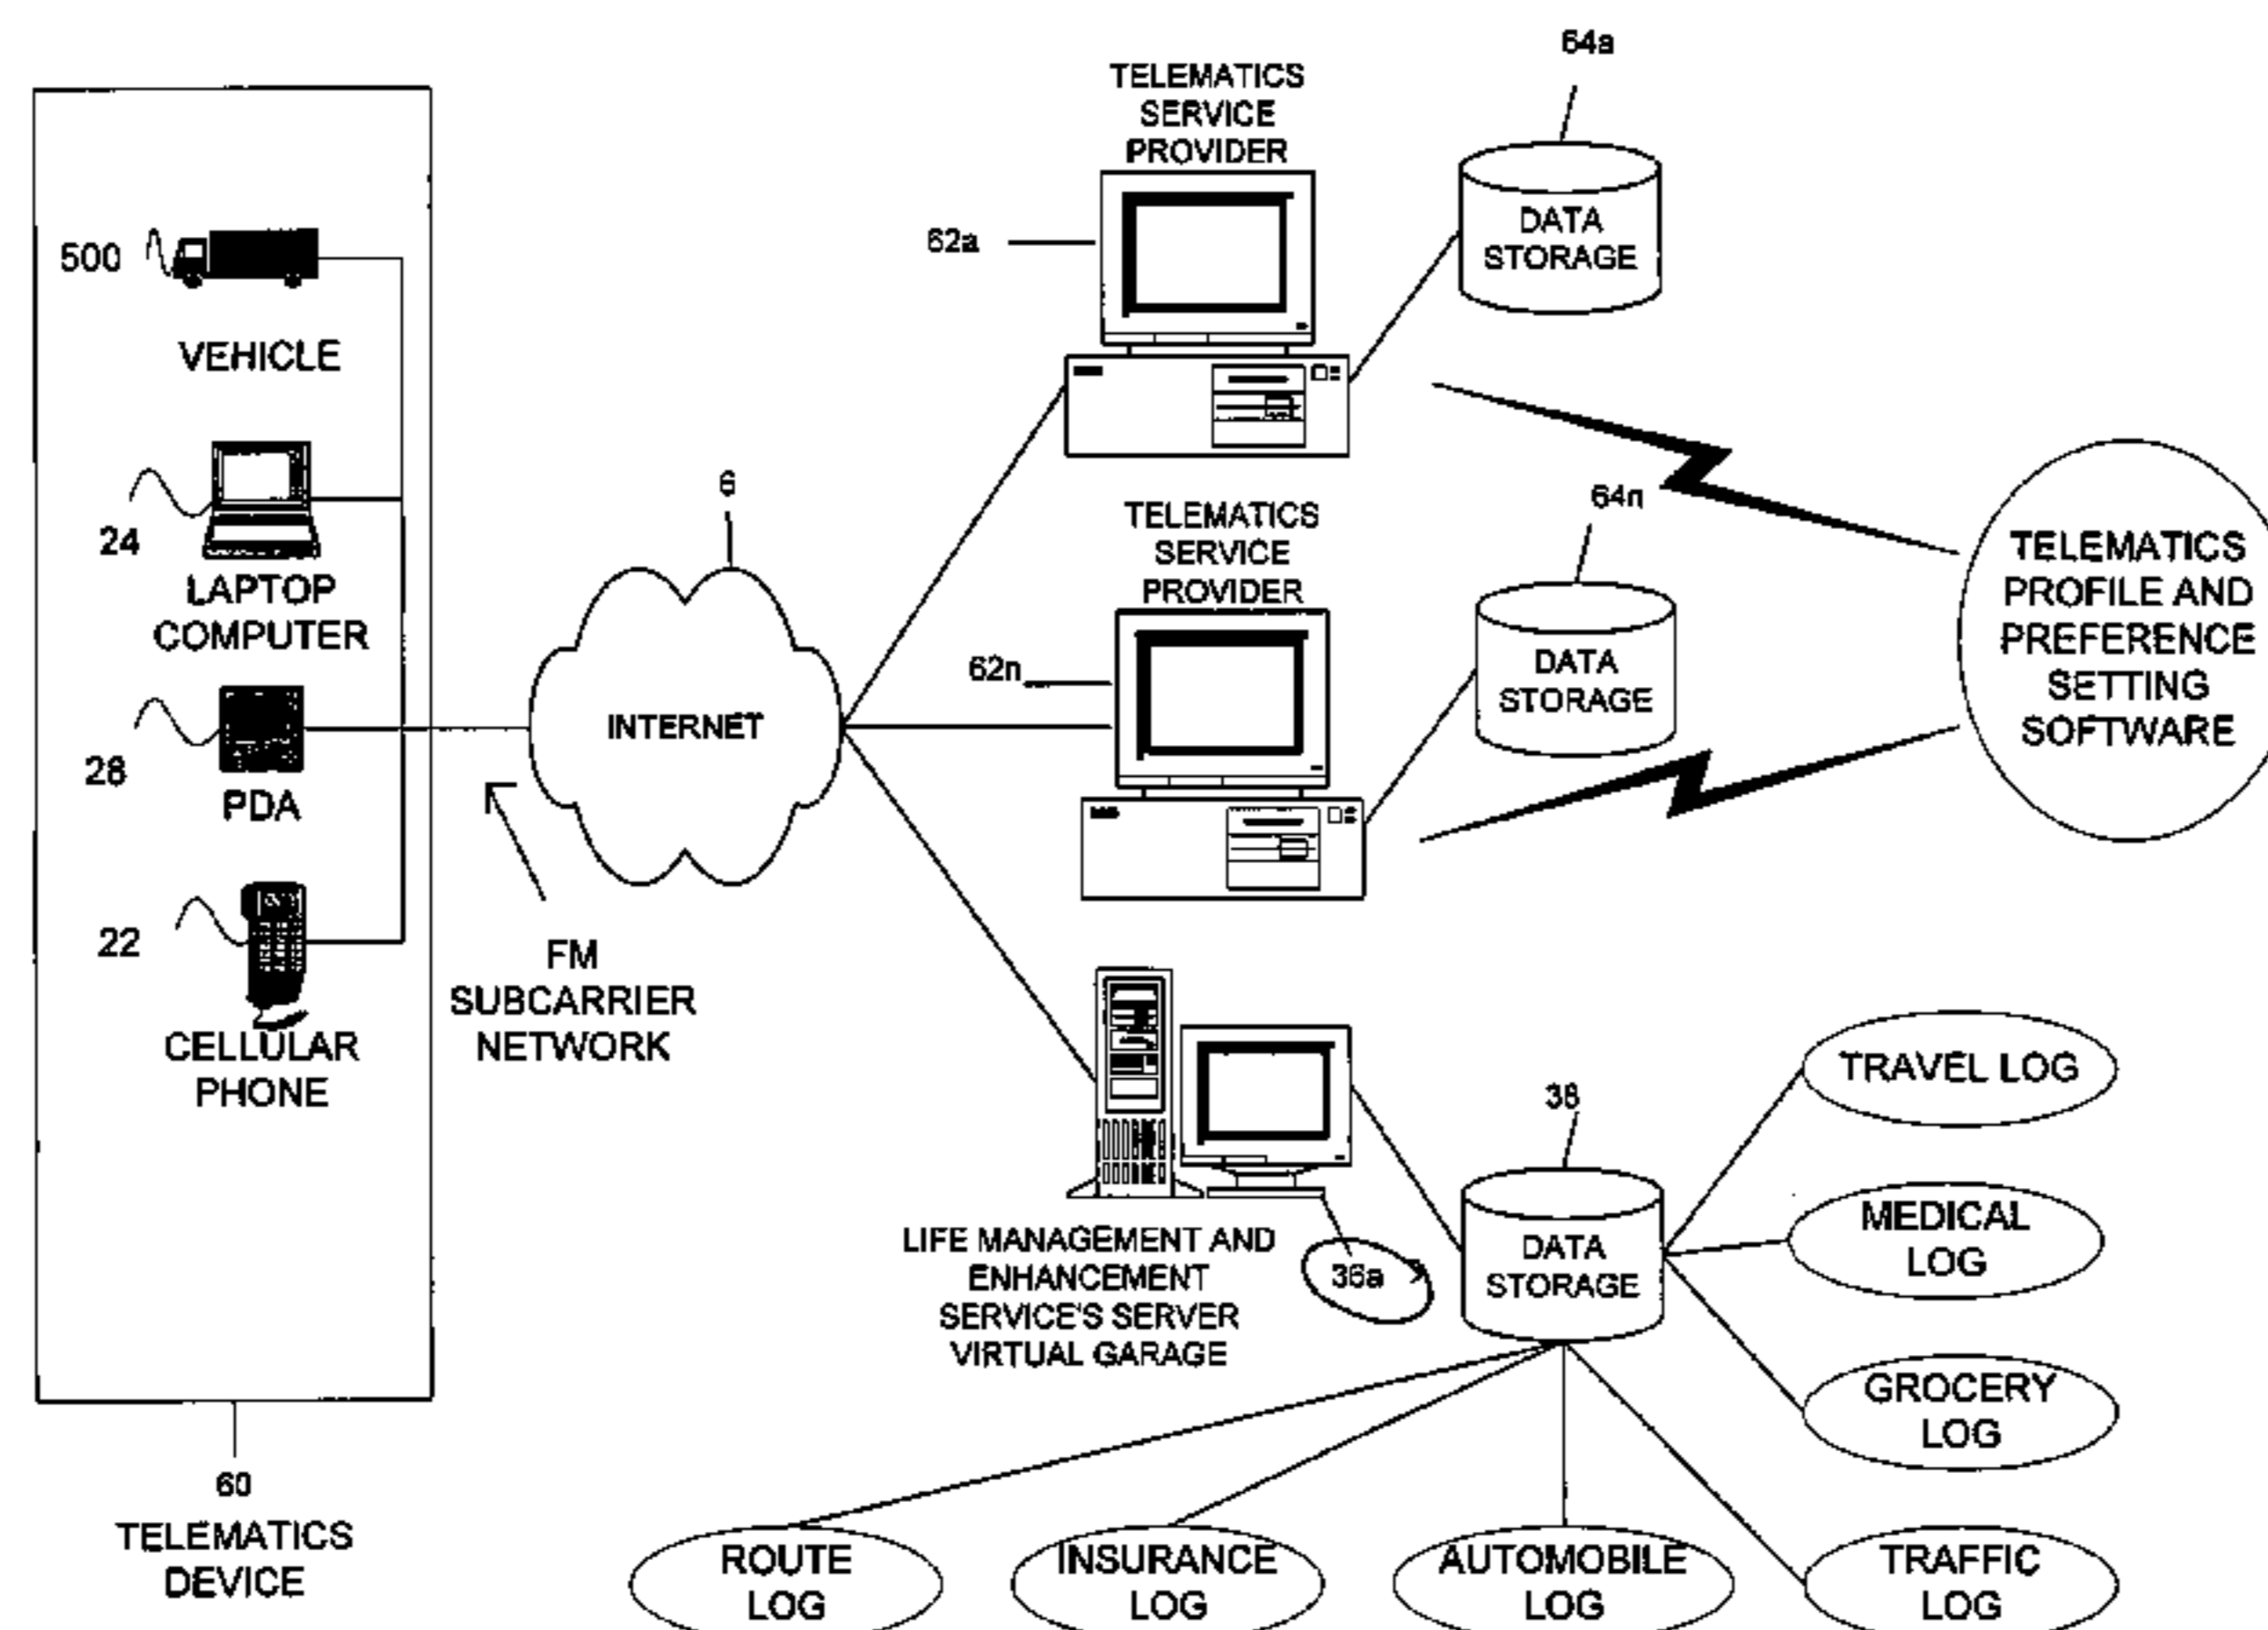 64a
TELEMATICS
SERVICE
PROVIDER
DATA
STORAGE
62a
500
VEHICLE
24
LAPTOP
COMPUTER
6
INTERNET
TELEMATICS
SERVICE
PROVIDER
64n
62n
DATA
STORAGE
TELEMATICS
PROFILE AND
PREFERENCE
SETTING
SOFTWARE
28
PDA
22
CELLULAR
PHONE
FM
SUBCARRIER
NETWORK
LIFE MANAGEMENT AND
ENHANCEMENT
SERVICE'S SERVER
VIRTUAL GARAGE
36a
38
DATA
STORAGE
TRAVEL LOG
MEDICAL
LOG
GROCERY
LOG
60
TELEMATICS
DEVICE
ROUTE
LOG
INSURANCE
LOG
AUTOMOBILE
LOG
TRAFFIC
LOG